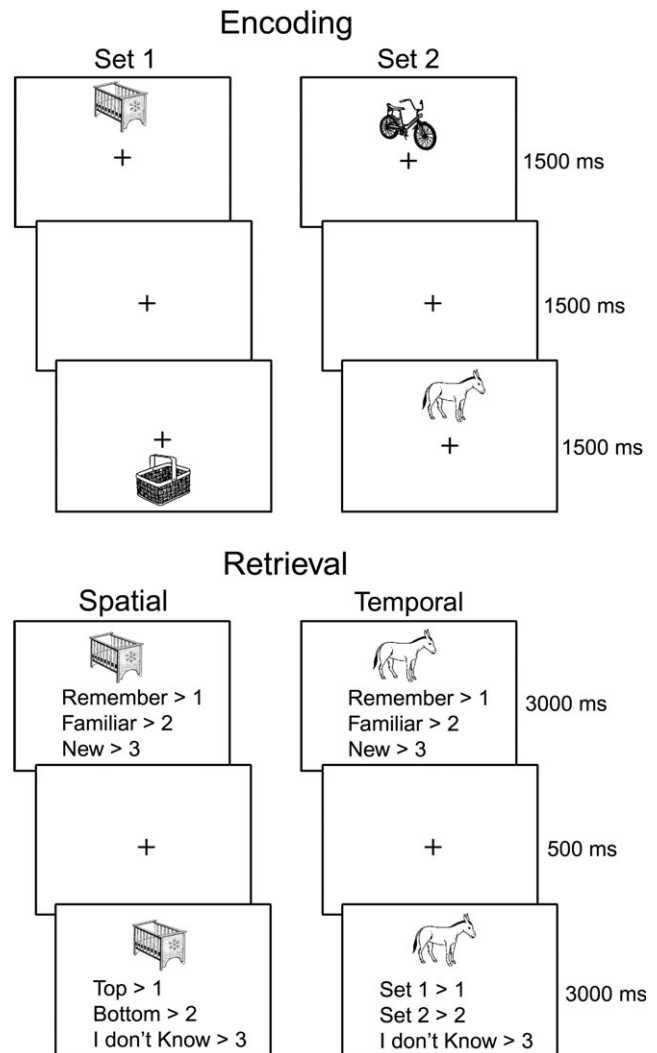 Encoding
Set 1 Set 2
1500 ms
1500 ms
1500 ms
Retrieval
Spatial Temporal
Remember > 1 Remember > 1
Familiar > 2 Familiar > 2
New > 3 New > 3
3000 ms
500 ms
Top > 1 Set 1 > 1
Bottom > 2 Set 2 > 2
I don't Know > 3 I don't Know > 3
3000 ms